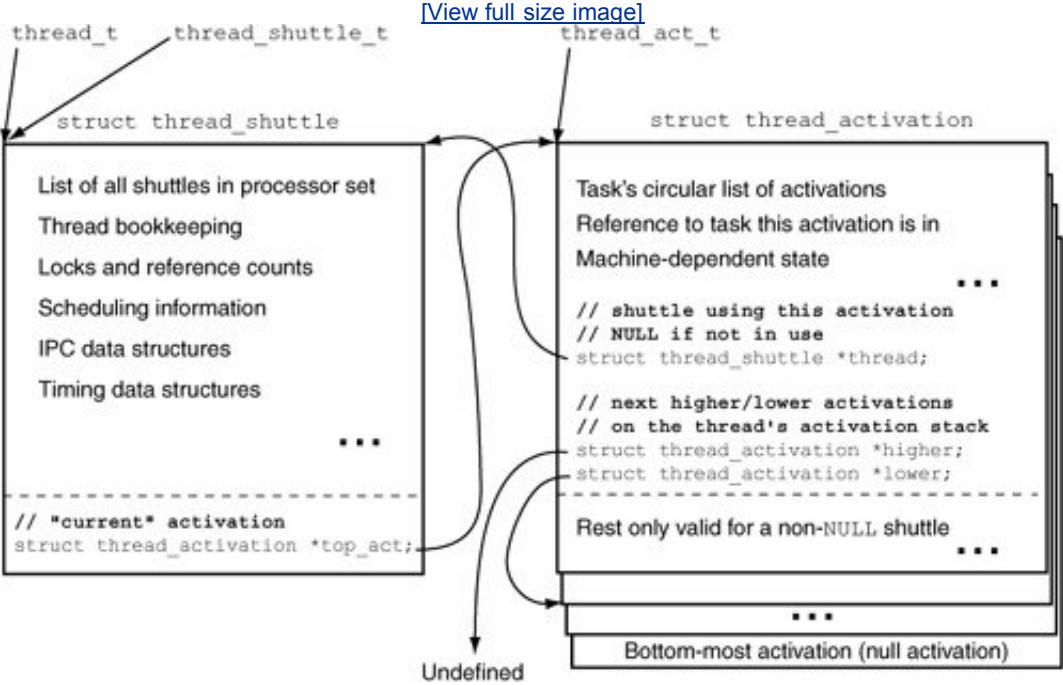 [View full size image]
thread_t
thread_shuttle_t
thread_act_t
struct thread_shuttle
List of all shuttles in processor set
Thread bookkeeping
Locks and reference counts
Scheduling information
IPC data structures
Timing data structures
...
// "current" activation
struct thread_activation *top_act;
struct thread_activation
Task's circular list of activations
Reference to task this activation is in
Machine-dependent state
...
// shuttle using this activation
// NULL if not in use
struct thread_shuttle *thread;
// next higher/lower activations
// on the thread's activation stack
struct thread_activation *higher;
struct thread_activation *lower;
Rest only valid for a non-NULL shuttle
...
...
Bottom-most activation (null activation)
Undefined